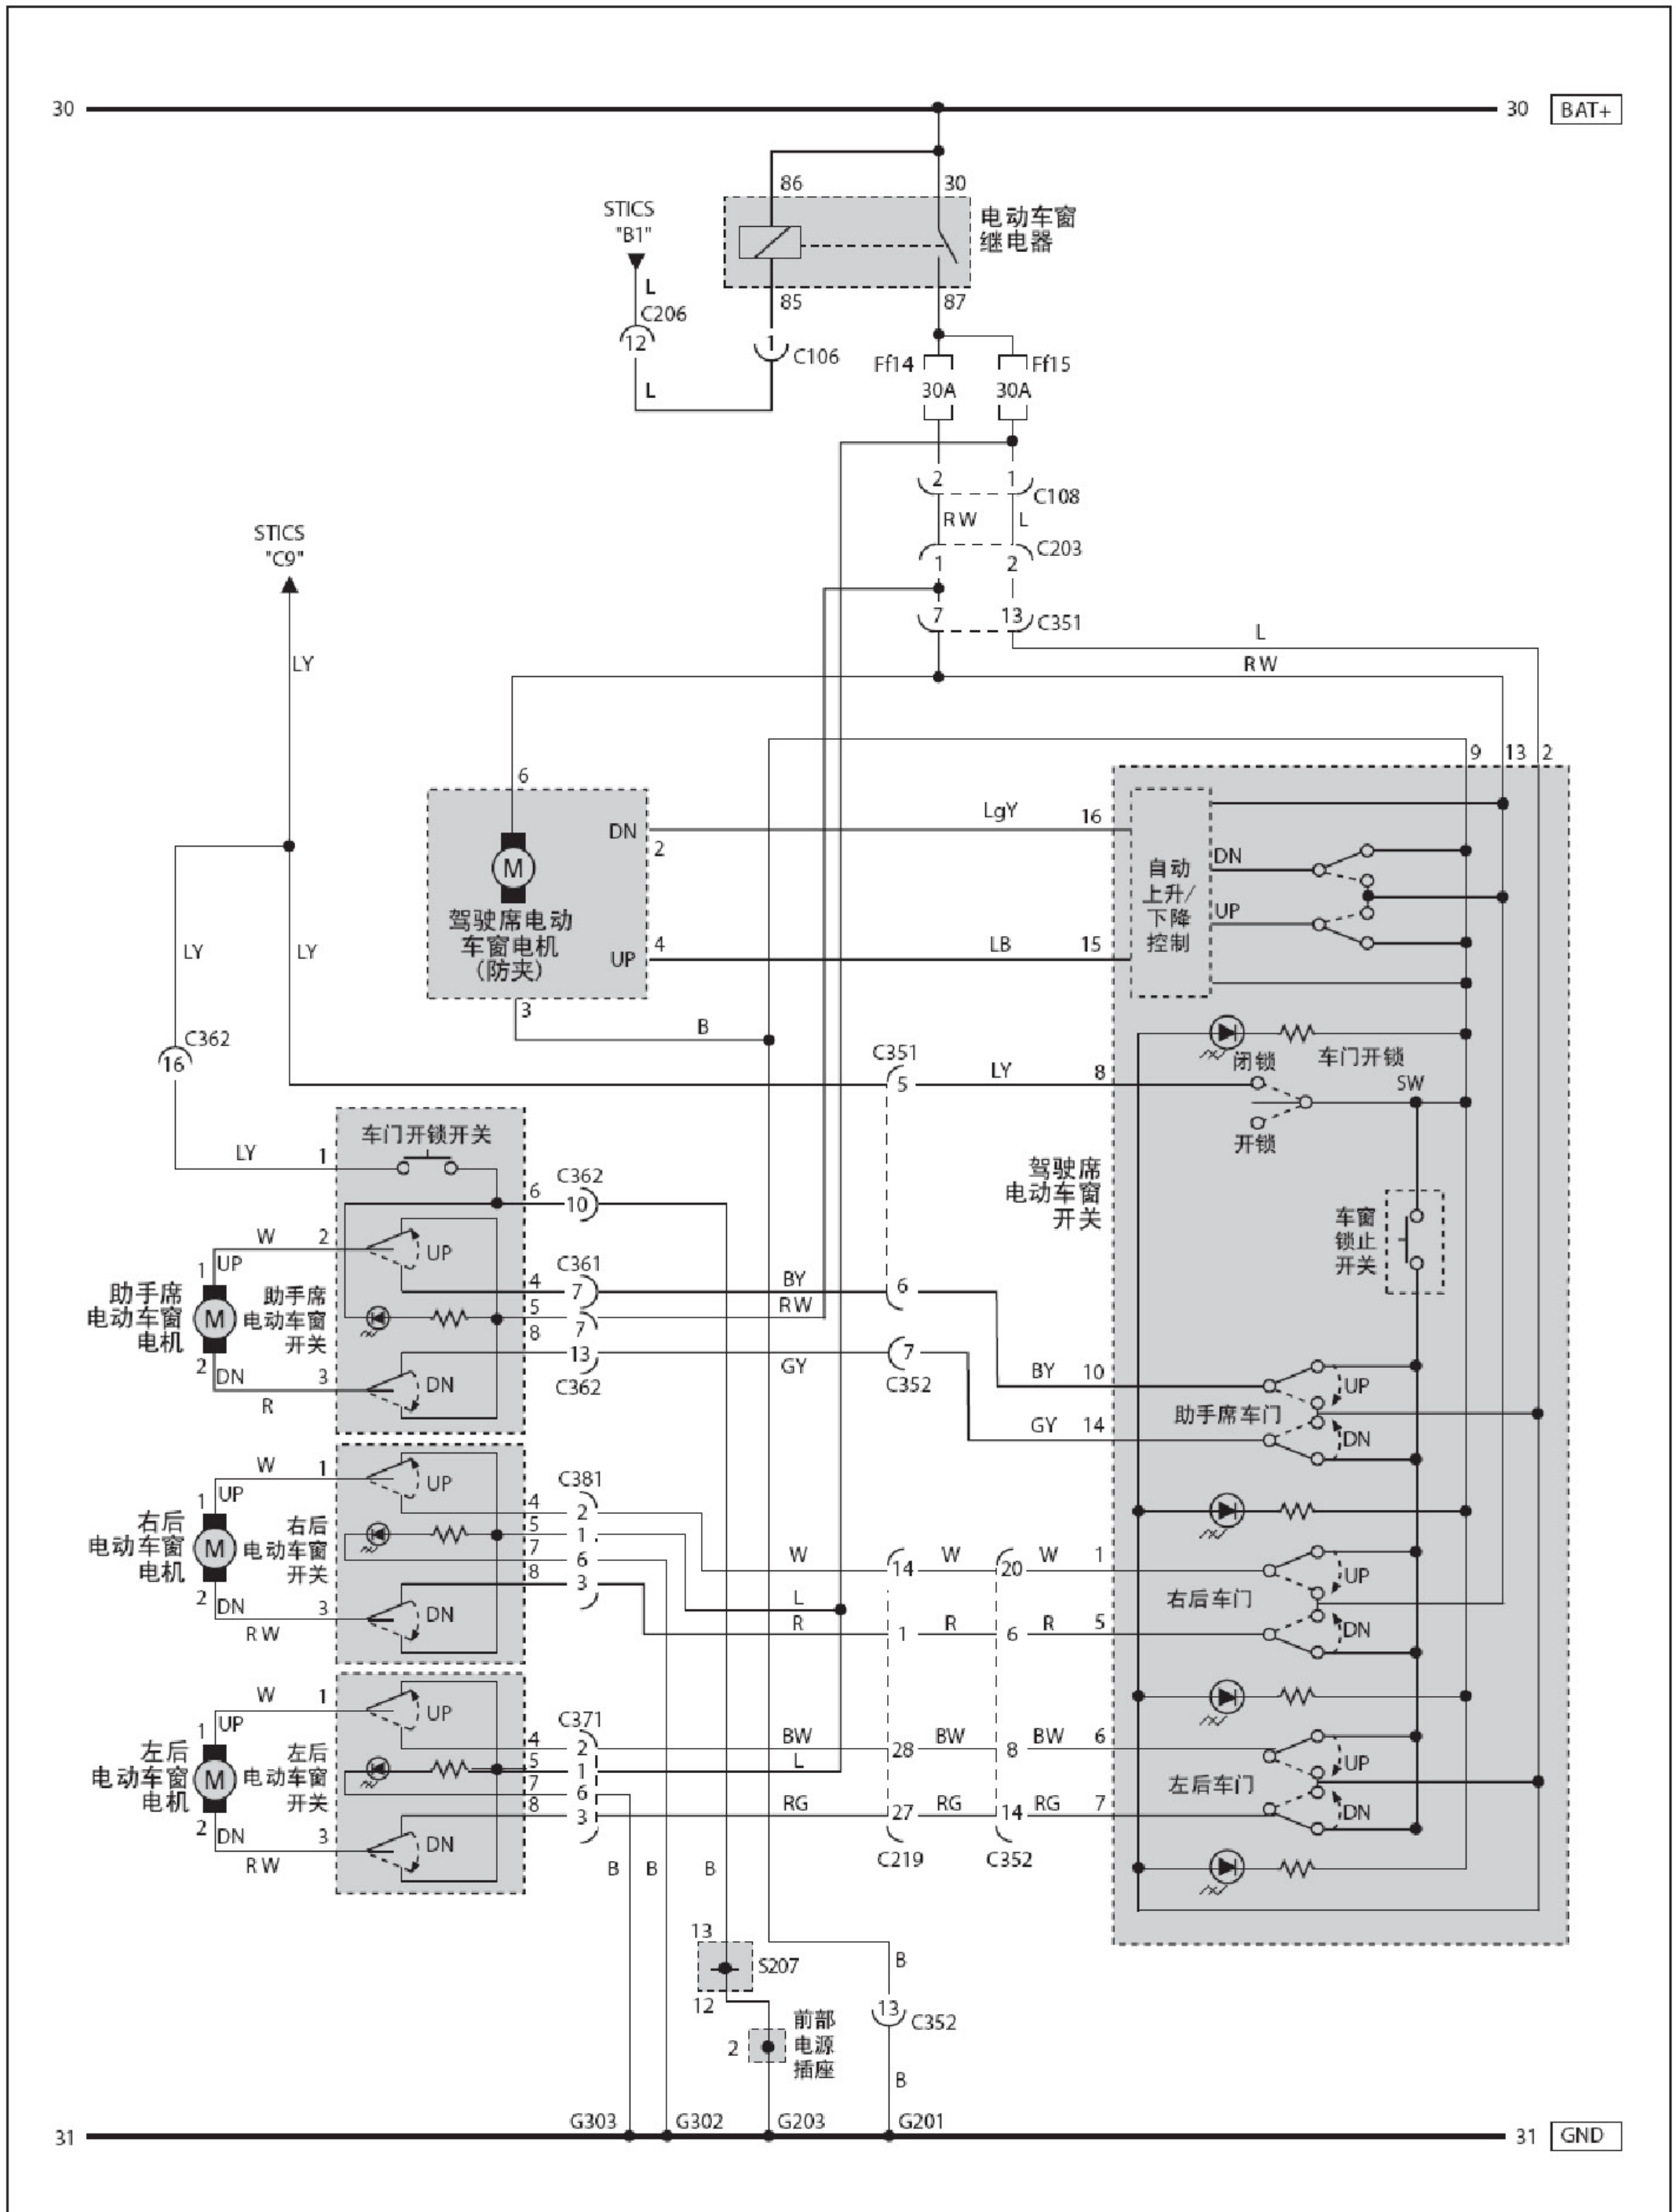 30
30 BAT+
86 30
STICS
"B1"
电动车窗
继电器
L
C206
12
85 87
1
C106
L
Ff14 Ff15
30A 30A
2 1
C108
RW L
STICS
"C9"
C203
1 2
7 13
C351
L
RW
LY
9 13 2
6
DN
2
LgY 16
M
驾驶席电动
车窗电机
(防夹)
自动
上升/
下降
控制
DN
UP
LY LY
UP
4
LB 15
3
B
C362
16
C351
5
LY 8
闭锁
车门开锁
SW
开锁
车门开锁开关
LY 1
6
C362
10
驾驶席
电动车窗
开关
车窗
锁止
开关
W 2
1 UP
UP
助手席
电动车窗
电机
M
助手席
电动车窗
开关
4
C361
7
BY
6
5
7
RW
8
13
C362
GY
7
C352
2 DN
R
3
DN
BY 10
UP
助手席车门
GY 14
DN
W 1
1 UP
UP
C381
右后
电动车窗
电机
M
右后
电动车窗
开关
4 2
5 1
7 6
8 3
2 DN
RW
3
DN
W 14 W 20 W 1
UP
右后车门
L
R 1 R 6 R 5
DN
W 1
1 UP
UP
C371
左后
电动车窗
电机
M
左后
电动车窗
开关
4 2
5 1
7 6
8 3
2 DN
RW
3
DN
BW 28 BW 8 BW 6
L
UP
左后车门
RG 27 RG 14 RG 7
DN
C219 C352
B B B
13
S207
12
B
13
C352
前部
电源
插座
2
B
G303 G302 G203 G201
31
31 GND